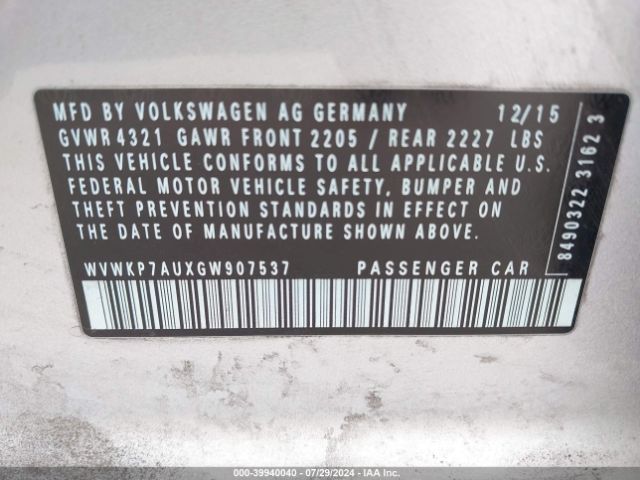 MFD BY VOLKSWAGEN AG GERMANY 12/15
GVWR 4321 GAWR FRONT 2205 / REAR 2227 LBS
THIS VEHICLE CONFORMS TO ALL APPLICABLE U.S.
FEDERAL MOTOR VEHICLE SAFETY, BUMPER AND
THEFT PREVENTION STANDARDS IN EFFECT ON
THE DATE OF MANUFACTURE SHOWN ABOVE.
WVWKP7AUXGW907537 PASSENGER CAR
8490322 3162 3
000-39940040 / 07/29/2024 / IAA Inc.